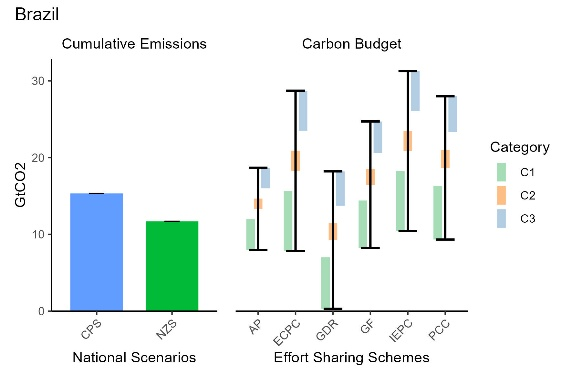 Brazil
Cumulative Emissions
Carbon Budget
GtCO2
30
20
10
0
CPS
NZS
AP
ECPC
GDR
GF
IEPC
PCC
National Scenarios
Effort Sharing Schemes
Category
C1
C2
C3